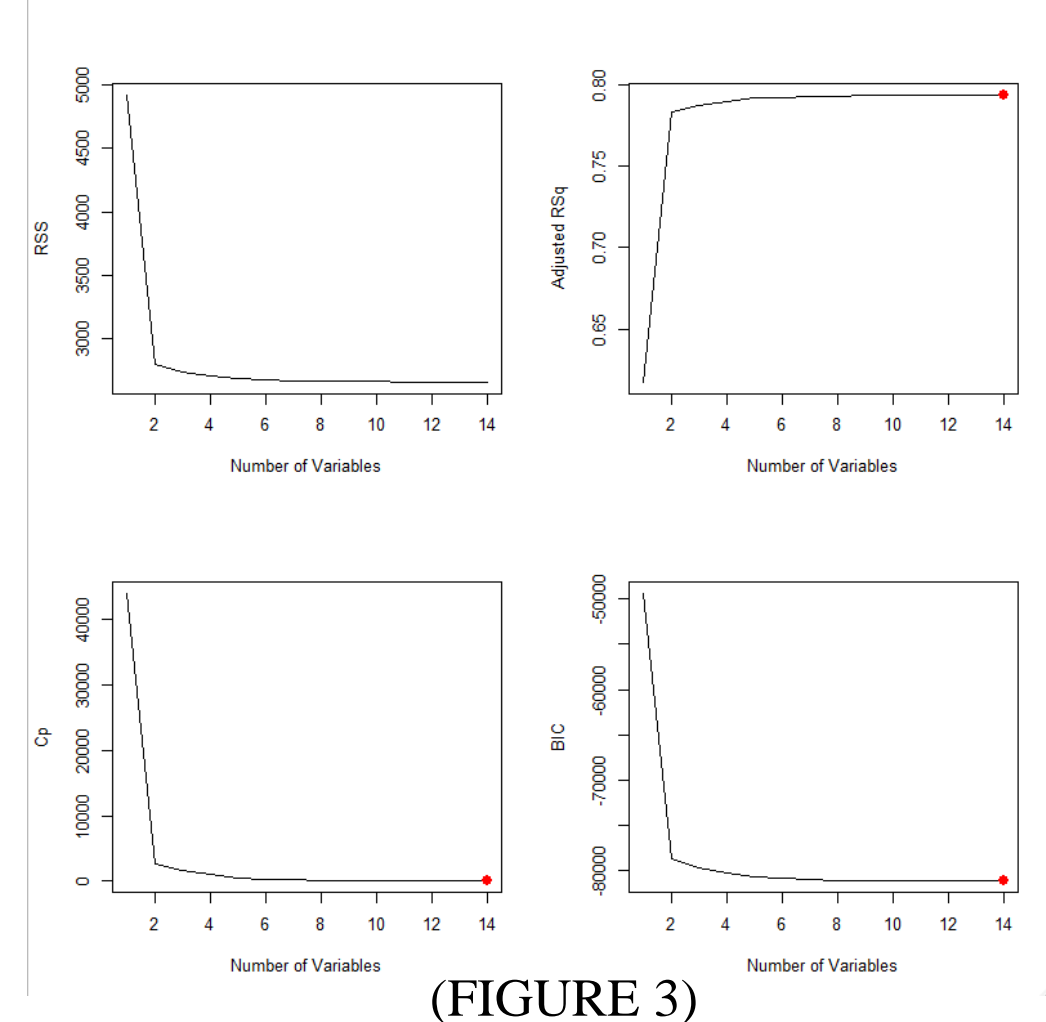 RSS
5000
4500
4000
3500
3000
2 4 6 8 10 12 14
Number of Variables
Adjusted RSq
0.80
0.75
0.70
0.65
2 4 6 8 10 12 14
Number of Variables
Cp
40000
30000
20000
10000
0
2 4 6 8 10 12 14
Number of Variables
BIC
-50000
-60000
-70000
-80000
2 4 6 8 10 12 14
Number of Variables
(FIGURE 3)